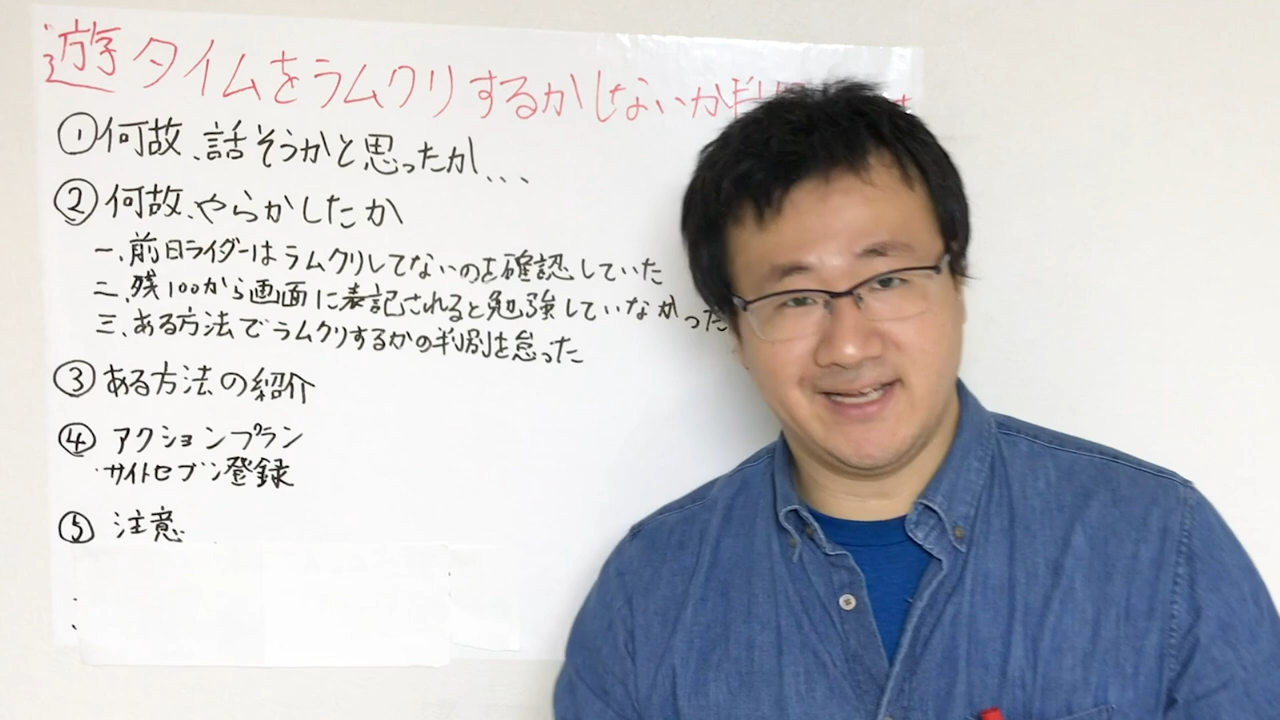 遊タイムをラムクリするかしないか判
①何故、話そうかと思ったか...
②何故、やらかしたか
一、前日ライダーはラムクリしてないのを確認していた
二、残100から画面に表記されると勉強していなかった
三、ある方法でラムクリするかの判別を怠った
③ある方法の紹介
④アクションプラン
・サイトセブン登録
⑤注意